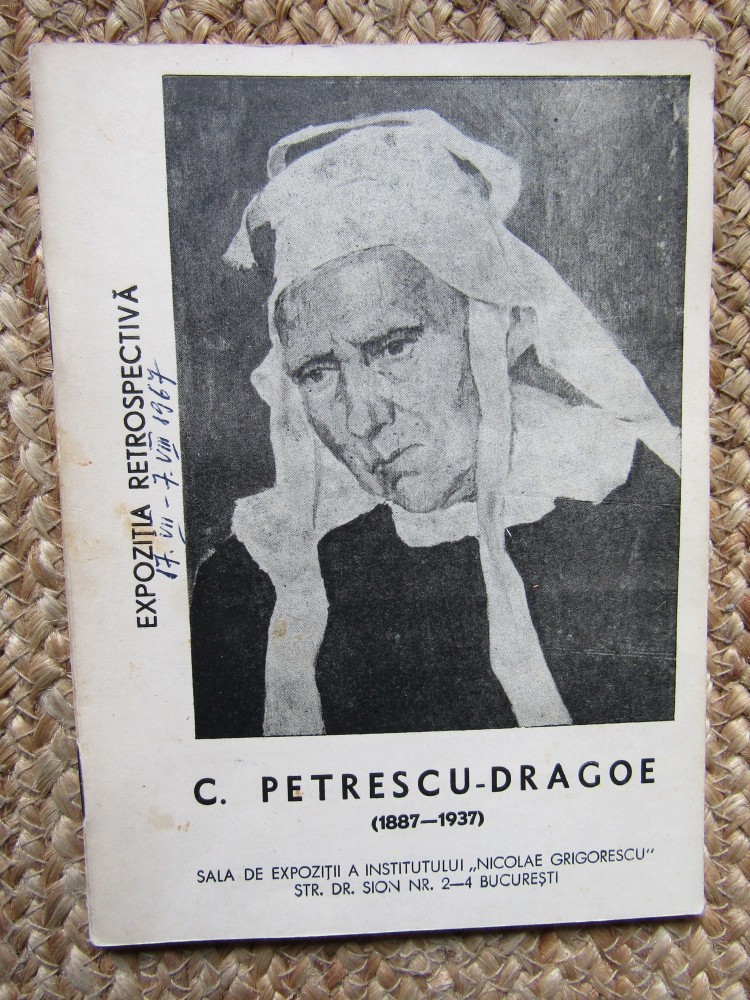 EXPOZIȚIA RETROSPECTIVĂ
17. VII - 7. VIII 1967
C. PETRESCU-DRAGOE
(1887—1937)
SALA DE EXPOZIȚII A INSTITUTULUI „NICOLAE GRIGORESCU"
STR. DR. SION NR. 2—4 BUCUREȘTI